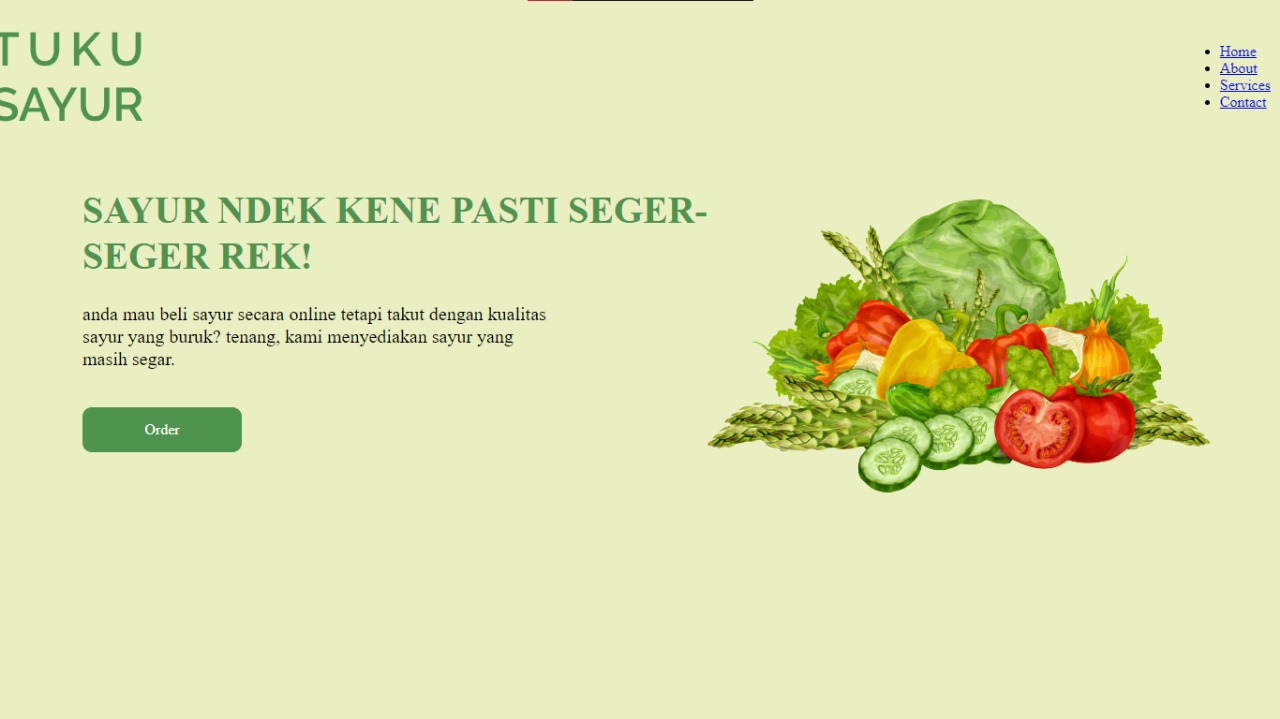 TUKU
SAYUR
Home
About
Services
Contact
SAYUR NDEK KENE PASTI SEGER-
SEGER REK!
anda mau beli sayur secara online tetapi takut dengan kualitas
sayur yang buruk? tenang, kami menyediakan sayur yang
masih segar.
Order